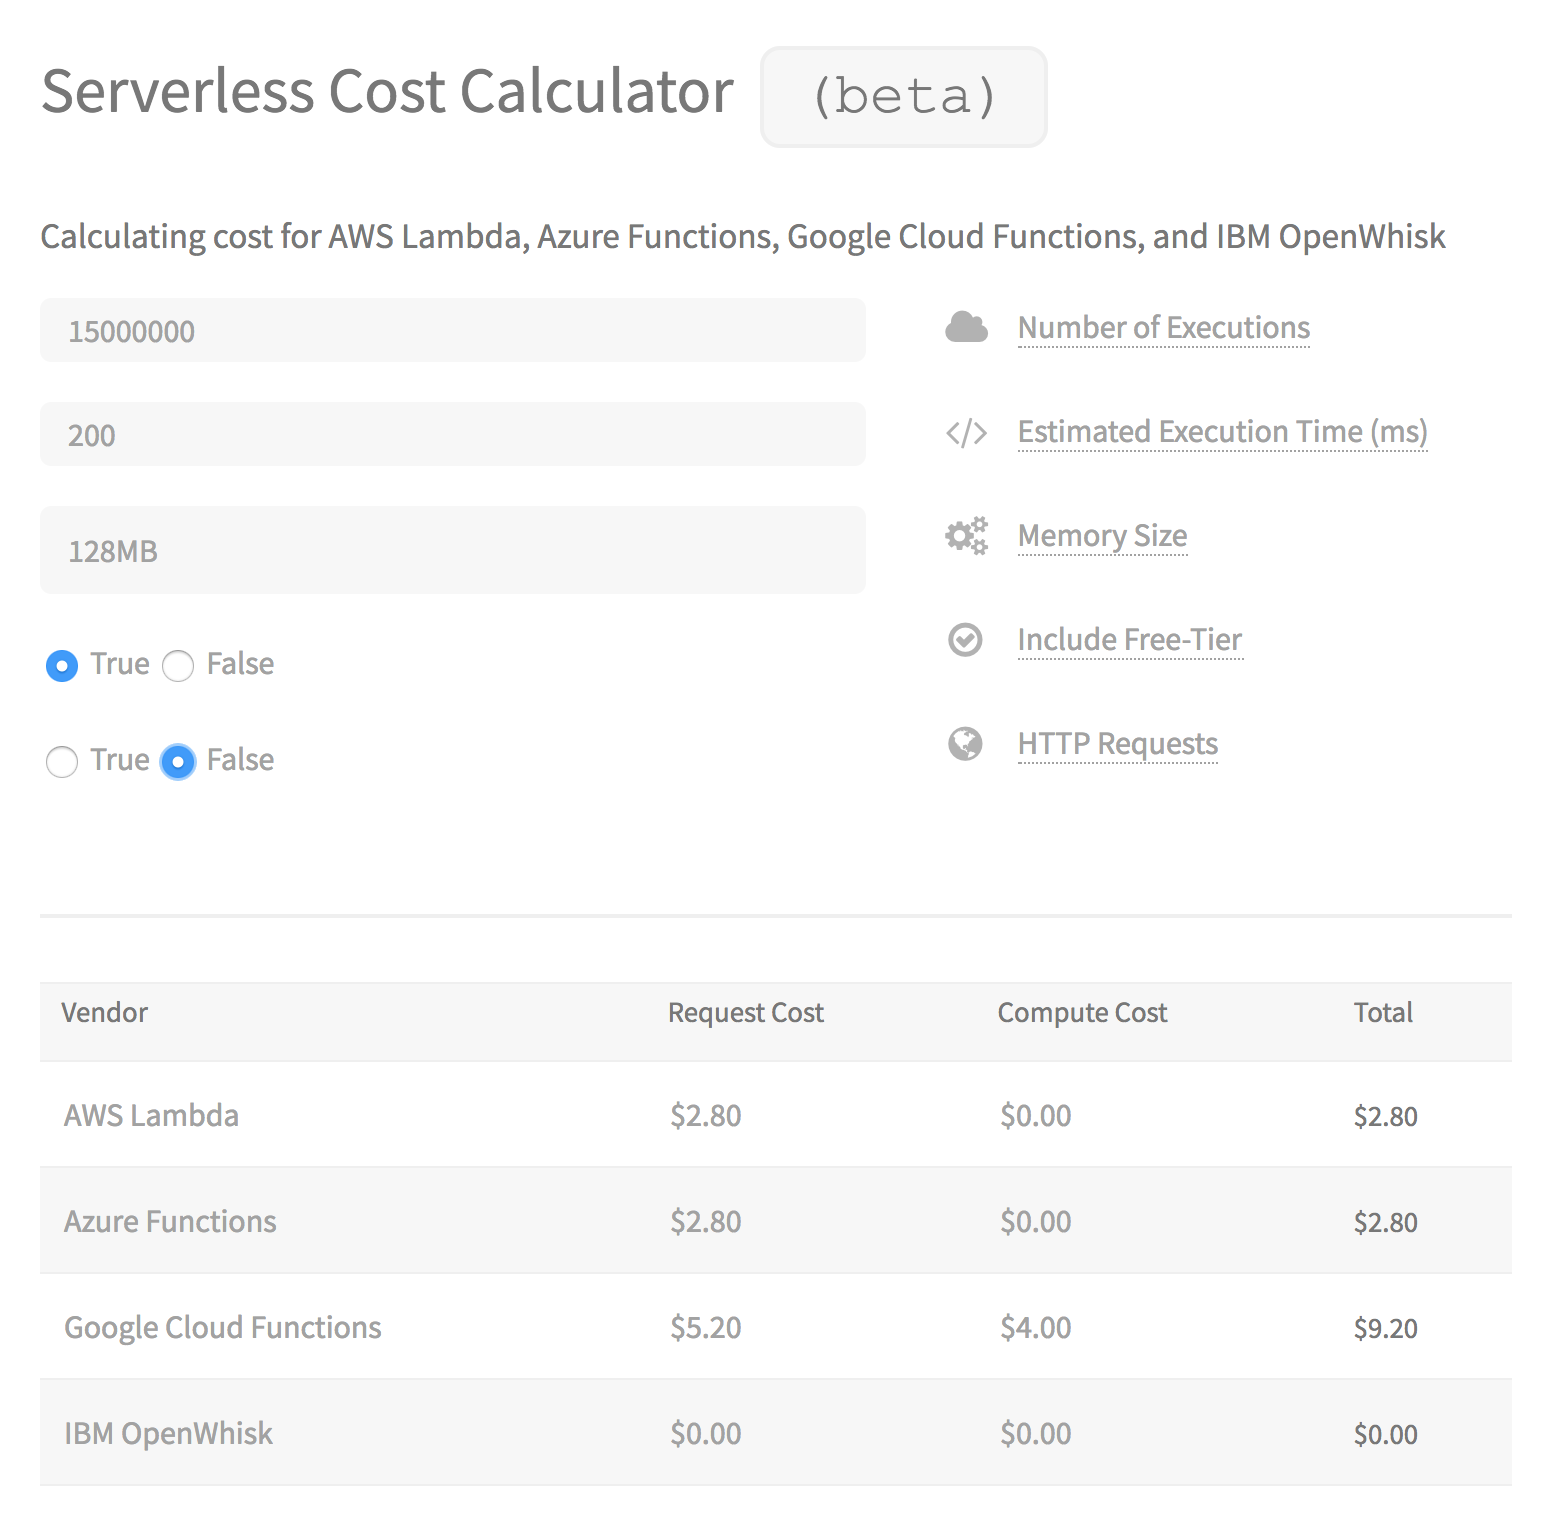 Serverless Cost Calculator (beta)
Calculating cost for AWS Lambda, Azure Functions, Google Cloud Functions, and IBM OpenWhisk
15000000 Number of Executions
200 Estimated Execution Time (ms)
128MB Memory Size
True False Include Free-Tier
True False HTTP Requests
Vendor Request Cost Compute Cost Total
AWS Lambda $2.80 $0.00 $2.80
Azure Functions $2.80 $0.00 $2.80
Google Cloud Functions $5.20 $4.00 $9.20
IBM OpenWhisk $0.00 $0.00 $0.00